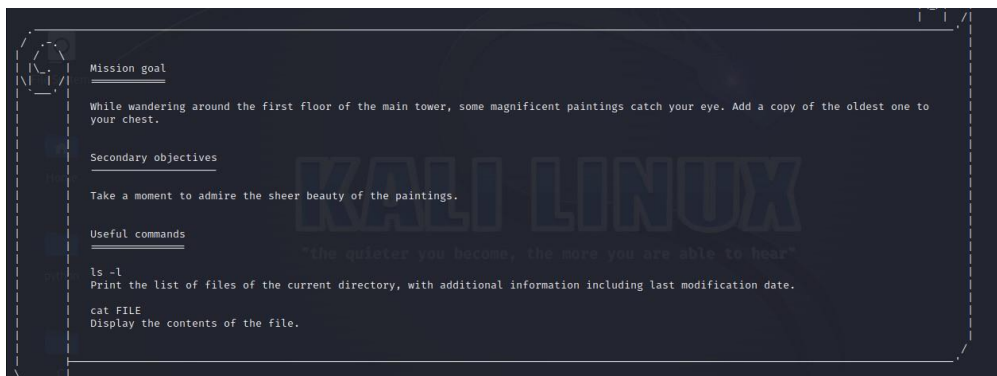 Mission goal
While wandering around the first floor of the main tower, some magnificent paintings catch your eye. Add a copy of the oldest one to
your chest.
Secondary objectives
Take a moment to admire the sheer beauty of the paintings.
KALI LINUX
Useful commands
"the quieter you become, the more you are able to hear"
ls -l
Print the list of files of the current directory, with additional information including last modification date.
cat FILE
Display the contents of the file.